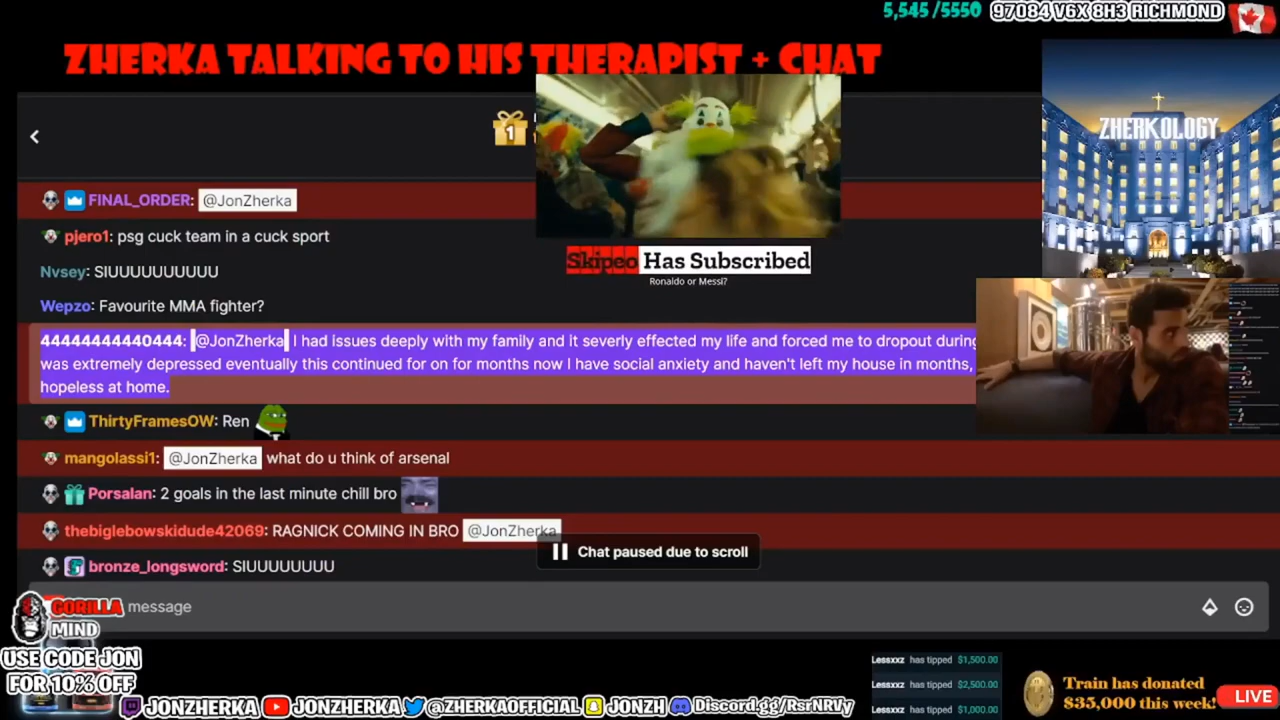 5,545 /5550
97084 V6X 8H3 RICHMOND
ZHERKA TALKING TO HIS THERAPIST + CHAT
ZHERKOLOGY
1
FINAL_ORDER: @JonZherka
pjero1: psg cuck team in a cuck sport
Skipeo Has Subscribed
Nvsey: SIUUUUUUUUUU
Ronaldo or Messi?
Wepzo: Favourite MMA fighter?
44444444440444: @JonZherka I had issues deeply with my family and it severly effected my life and forced me to dropout during
was extremely depressed eventually this continued for on for months now I have social anxiety and haven't left my house in months,
hopeless at home.
ThirtyFramesOW: Ren
mangolassi1: @JonZherka what do u think of arsenal
Porsalan: 2 goals in the last minute chill bro
thebiglebowskidude42069: RAGNICK COMING IN BRO @JonZherka
Chat paused due to scroll
bronze_longsword: SIUUUUUUUU
message
GORILLA
MIND
USE CODE JON
FOR 10% OFF
Lessxxz has tipped $1,500.00
Lessxxz has tipped $2,500.00
Lessxxz has tipped $1,000.00
Train has donated
$35,000 this week!
LIVE
JONZHERKA JONZHERKA @ZHERKAOFFICIAL JONZH Discord.gg/RsrNRVy